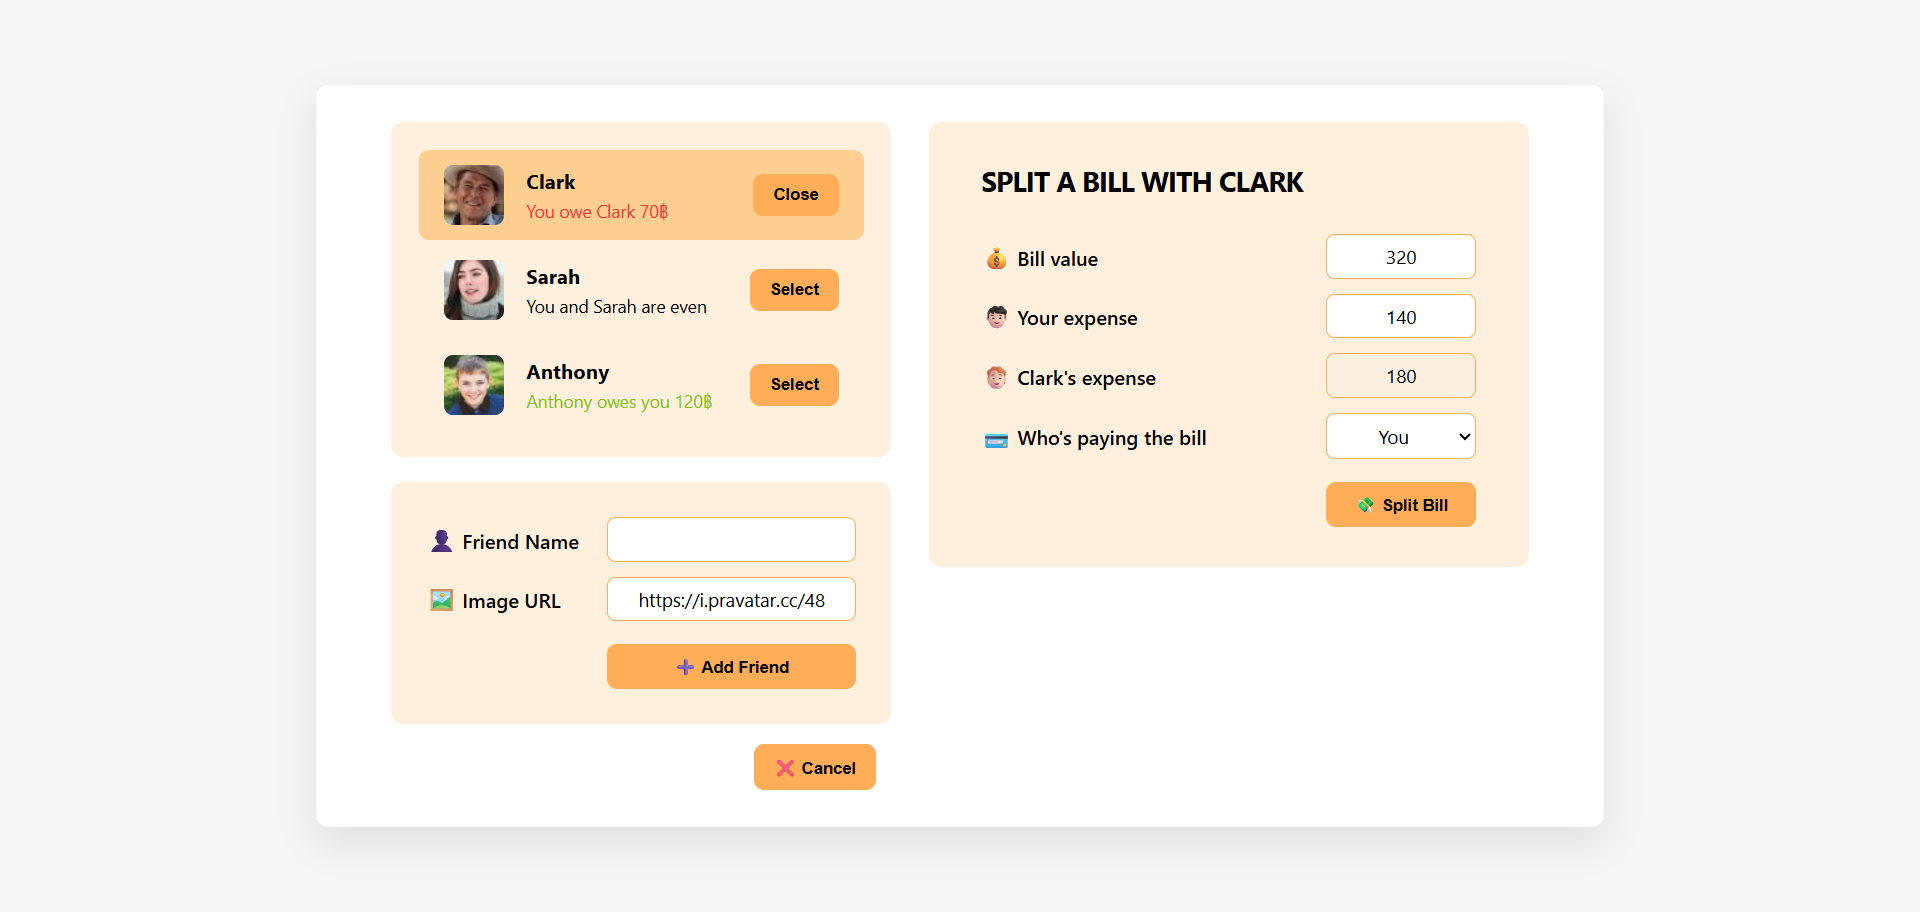 Clark
You owe Clark 70฿
Close
Sarah
You and Sarah are even
Select
Anthony
Anthony owes you 120฿
Select
Friend Name
Image URL
https://i.pravatar.cc/48
Add Friend
Cancel
SPLIT A BILL WITH CLARK
Bill value
320
Your expense
140
Clark's expense
180
Who's paying the bill
You
Split Bill